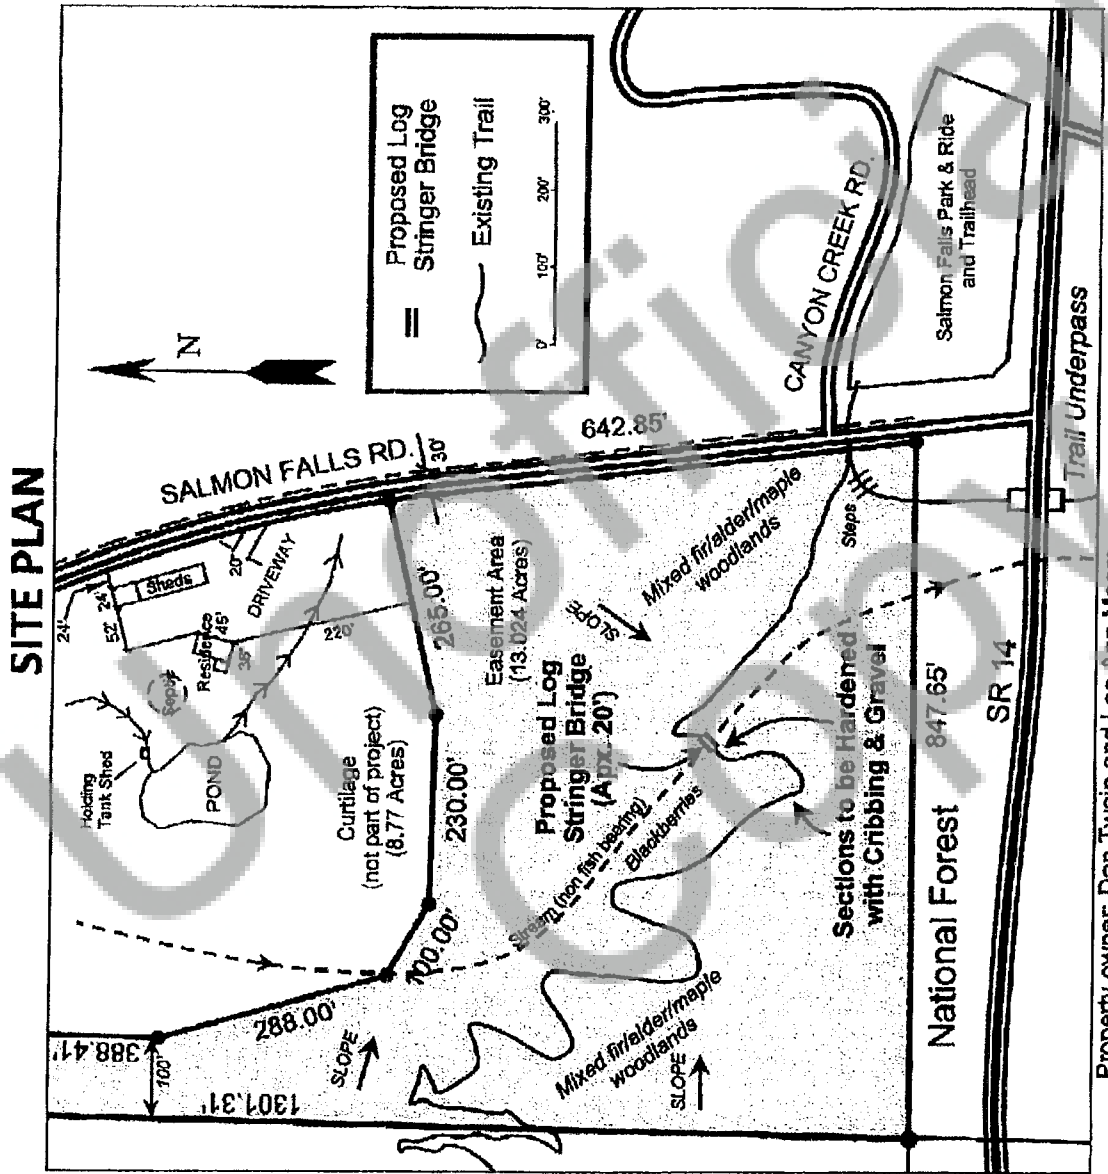 SITE PLAN
N
Proposed Log
Stringer Bridge
Existing Trail
0'
100'
200'
300'
SALMON FALLS RD.
30'
642.85'
CANYON CREEK RD.
Salmon Falls Park & Ride
and Trailhead
Trail Underpass
24'
24'
52'
Sheds
20'
DRIVEWAY
Residence
45'
35'
220'
Septic
Holding
Tank Shed
POND
Curtilage
(not part of project)
(8.77 Acres)
265.00'
230.00'
100.00'
288.00'
388.41'
100'
1301.31'
Easement Area
(13.024 Acres)
SLOPE
Mixed fir/alder/maple
woodlands
Steps
Proposed Log
Stringer Bridge
(Apx. 20')
Stream (non fish bearing)
Blackberries
Sections to be Hardened
with Cribbing & Gravel
SLOPE
Mixed fir/alder/maple
woodlands
SLOPE
847.65'
National Forest
SR 14
Unofficial
Copy